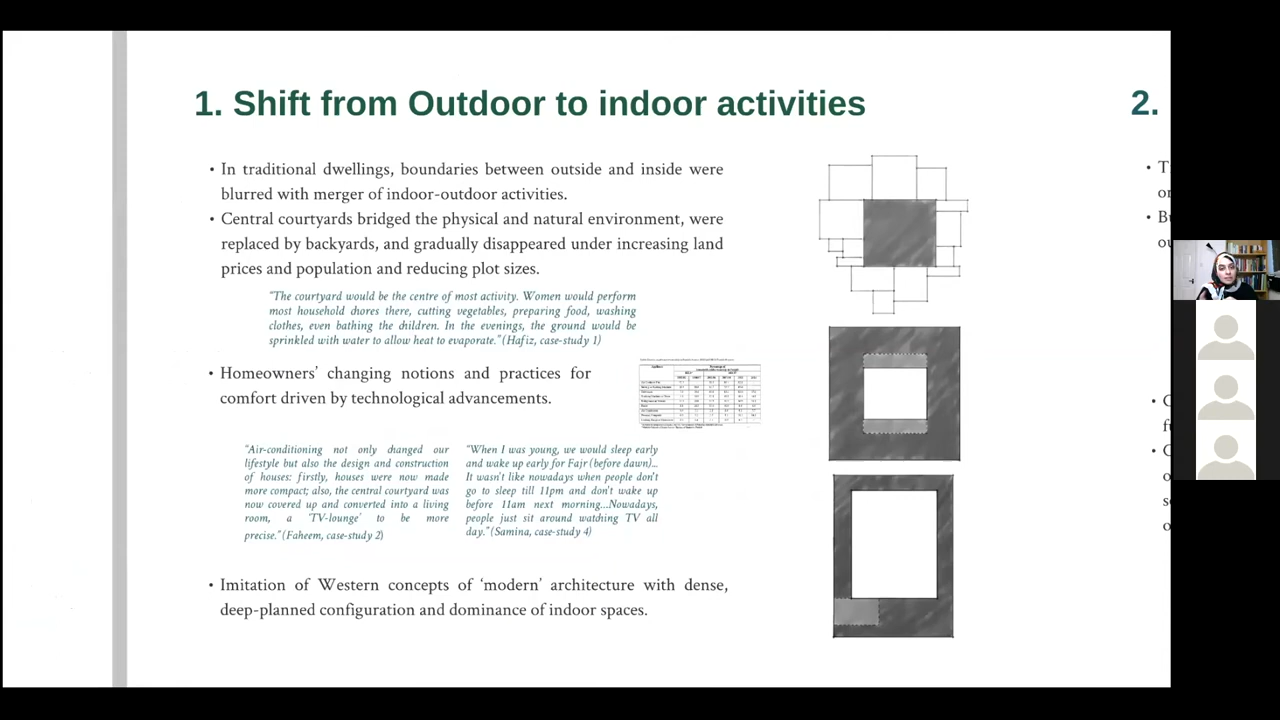 1. Shift from Outdoor to indoor activities
• In traditional dwellings, boundaries between outside and inside were
blurred with merger of indoor-outdoor activities.
• Central courtyards bridged the physical and natural environment, were
replaced by backyards, and gradually disappeared under increasing land
prices and population and reducing plot sizes.
"The courtyard would be the centre of most activity. Women would perform
most household chores there, cutting vegetables, preparing food, washing
clothes, even bathing the children. In the evenings, the ground would be
sprinkled with water to allow heat to evaporate." (Hafiz, case-study 1)
• Homeowners' changing notions and practices for
comfort driven by technological advancements.
"Air-conditioning not only changed our
lifestyle but also the design and construction
of houses: firstly, houses were now made
more compact; also, the central courtyard was
now covered up and converted into a living
room, a 'TV-lounge' to be more
precise." (Faheem, case-study 2)
"When I was young, we would sleep early
and wake up early for Fajr (before dawn)...
It wasn't like nowadays when people don't
go to sleep till 11pm and don't wake up
before 11am next morning...Nowadays,
people just sit around watching TV all
day." (Samina, case-study 4)
• Imitation of Western concepts of 'modern' architecture with dense,
deep-planned configuration and dominance of indoor spaces.
2.